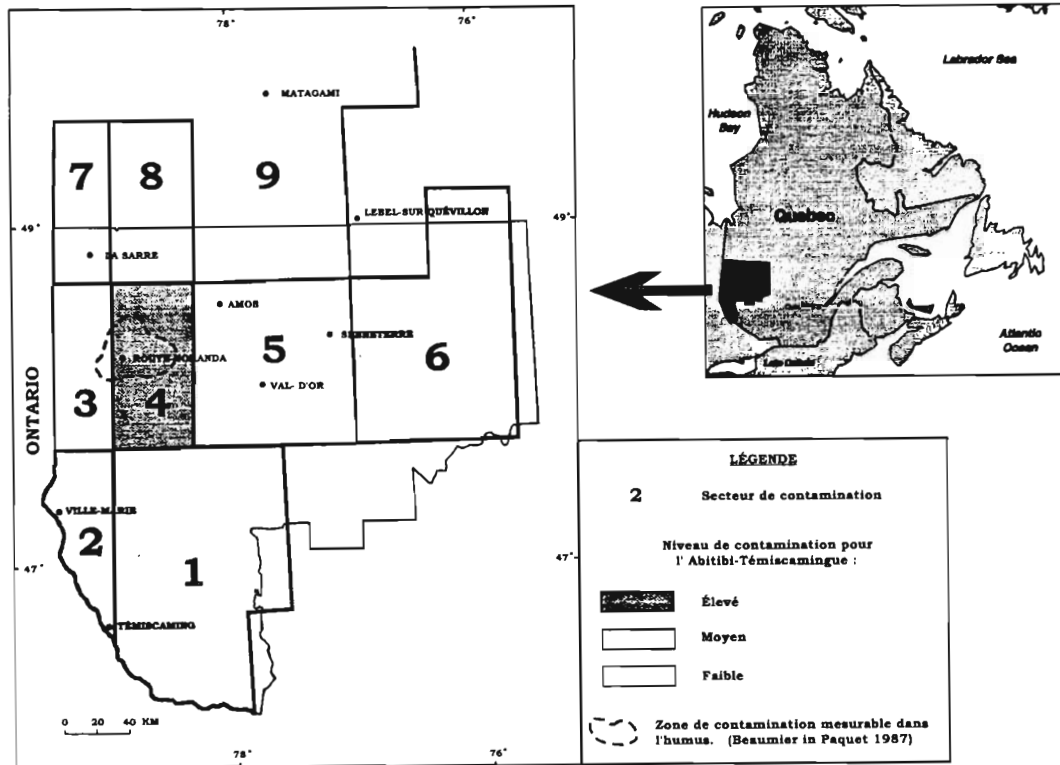 78°
76°
MATAGAMI
7
8
9
LEBEL-SUR QUÉVILLON
49°
49°
LA SARRE
AMOS
SENNETERRE
5
6
ROUYN-NORANDA
VAL- D'OR
ONTARIO
3
4
VILLE-MARIE
2
1
47°
47°
TÉMISCAMING
0 20 40 KM
78°
76°
Labrador Sea
Hudson
Bay
Quebec
Atlantic
Ocean
LÉGENDE
2 Secteur de contamination
Niveau de contamination pour
l' Abitibi-Témiscamingue :
Élevé
Moyen
Faible
Zone de contamination mesurable dans
l'humus. (Beaumier in Paquet 1987)